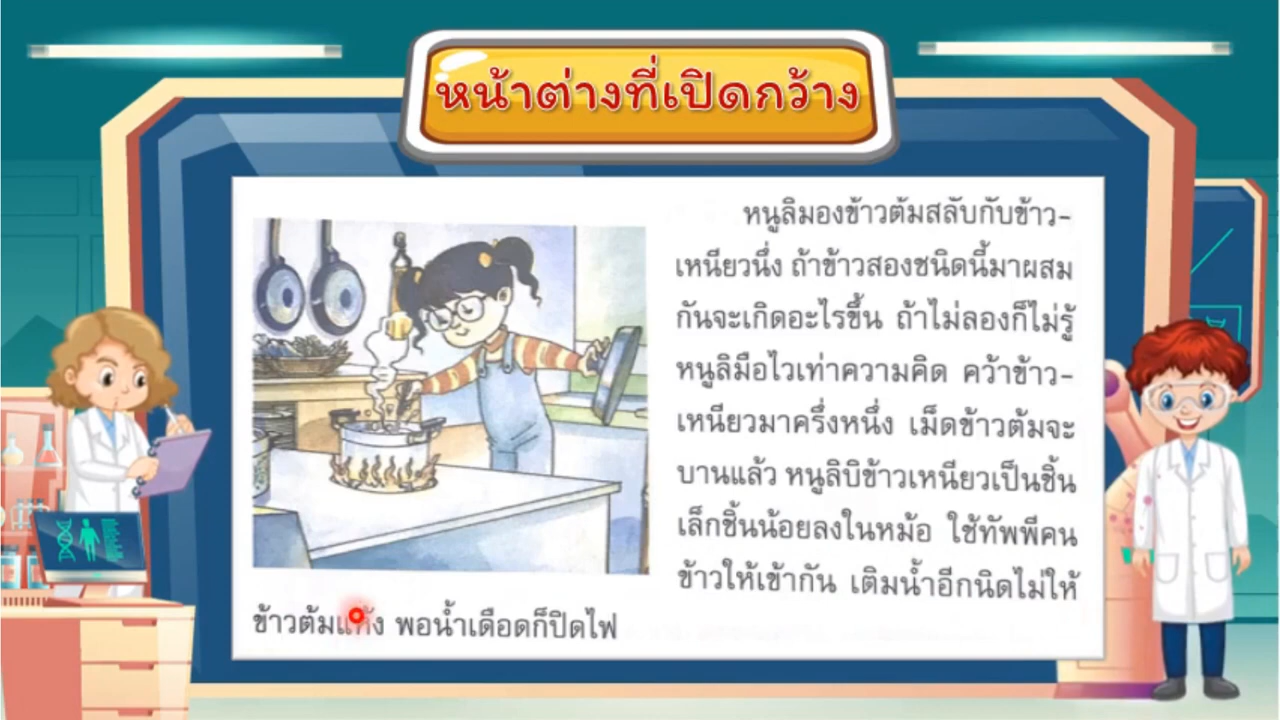 หน้าต่างที่เปิดกว้าง
หนูลิมองข้าวต้มสลับกับข้าว-
เหนียวนึ่ง ถ้าข้าวสองชนิดนี้มาผสม
กันจะเกิดอะไรขึ้น ถ้าไม่ลองก็ไม่รู้
หนูลิมือไวเท่าความคิด คว้าข้าว-
เหนียวมาครึ่งหนึ่ง เม็ดข้าวต้มจะ
บานแล้ว หนูลิบิข้าวเหนียวเป็นชิ้น
เล็กชิ้นน้อยลงในหม้อ ใช้ทัพพีคน
ข้าวให้เข้ากัน เติมน้ำอีกนิดไม่ให้
ข้าวต้มแห้ง พอน้ำเดือดก็ปิดไฟ